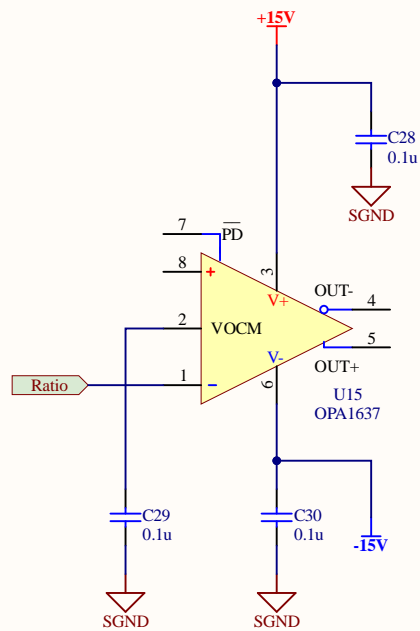 +15V
C28
0.1u
SGND
7
PD
8
+
3
V+
OUT-
4
2
VOCM
V-
5
OUT+
Ratio
1
-
6
U15
OPA1637
C29
0.1u
C30
0.1u
-15V
SGND
SGND